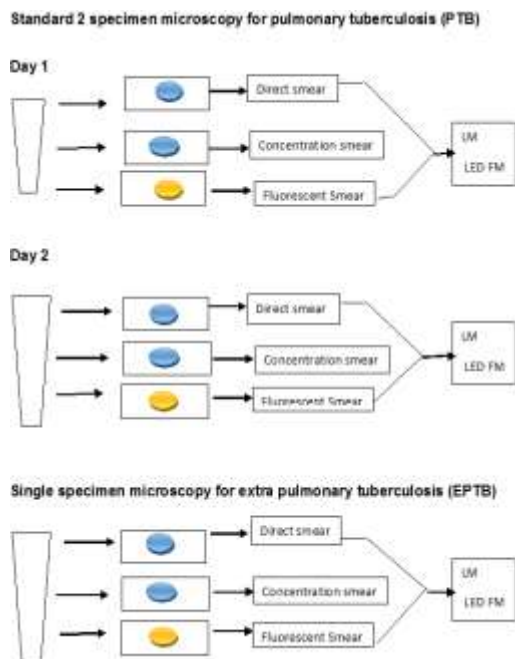 Standard 2 specimen microscopy for pulmonary tuberculosis (PTB)
Day 1
Direct smear
Concentration smear
Fluorescent Smear
LM
LED FM
Day 2
Direct smear
Concentration smear
Fluorescent Smear
LM
LED FM
Single specimen microscopy for extra pulmonary tuberculosis (EPTB)
Direct smear
Concentration smear
Fluorescent Smear
LM
LED FM